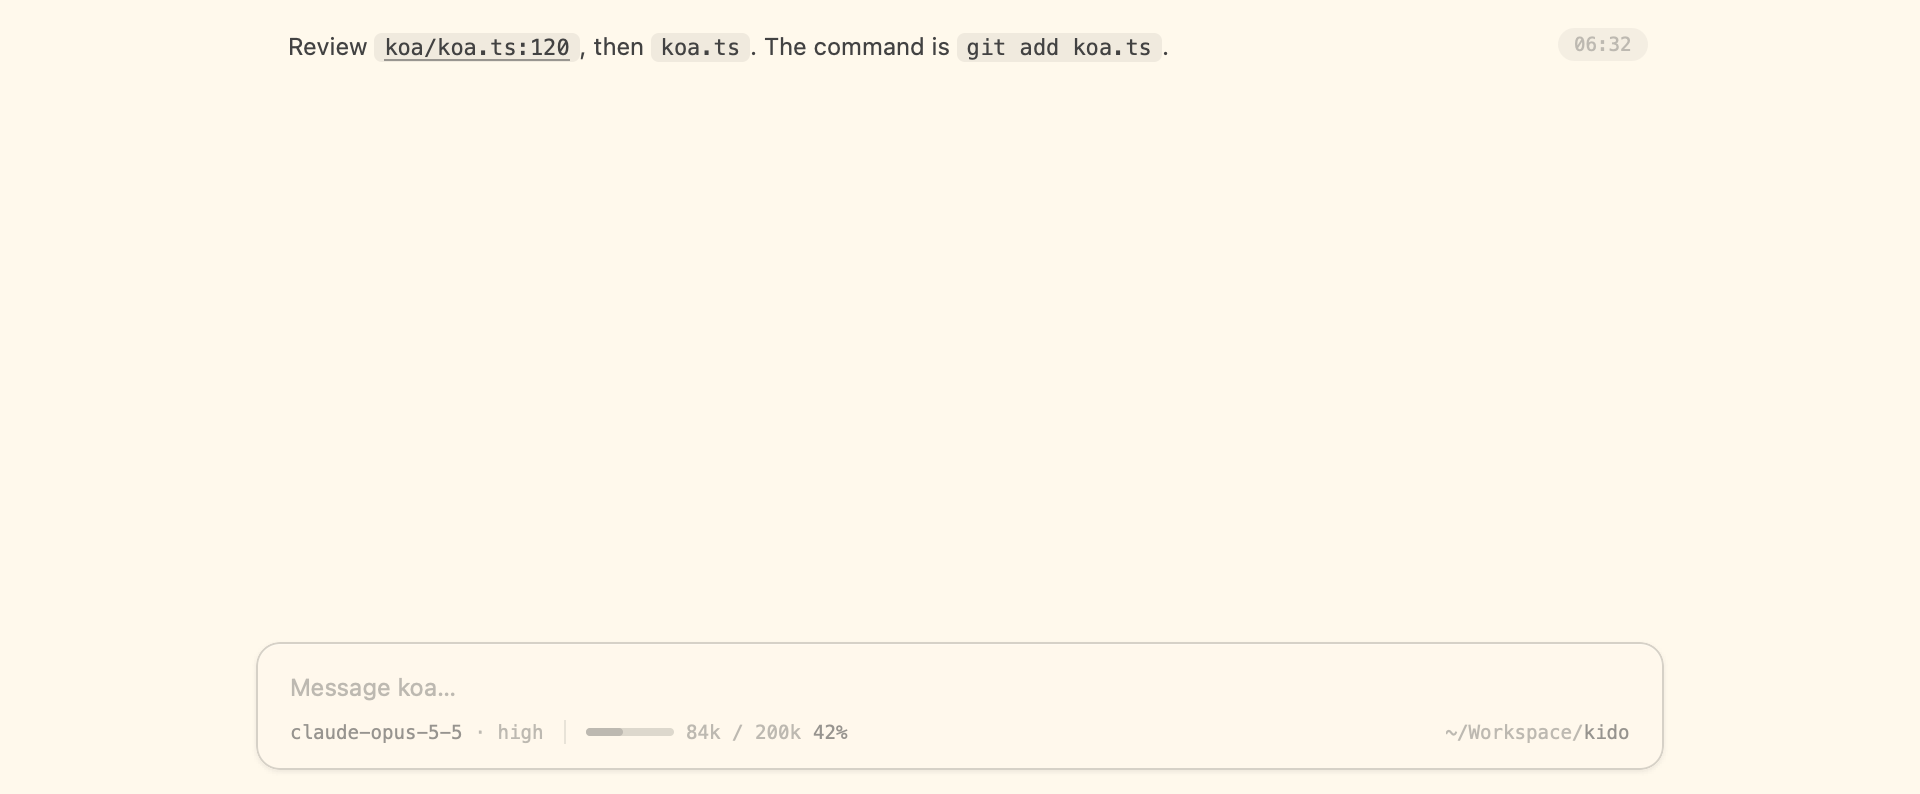 Review koa/koa.ts:120, then koa.ts. The command is git add koa.ts.
06:32
Message koa...
claude-opus-5-5 · high | 84k / 200k 42%
~/Workspace/kido